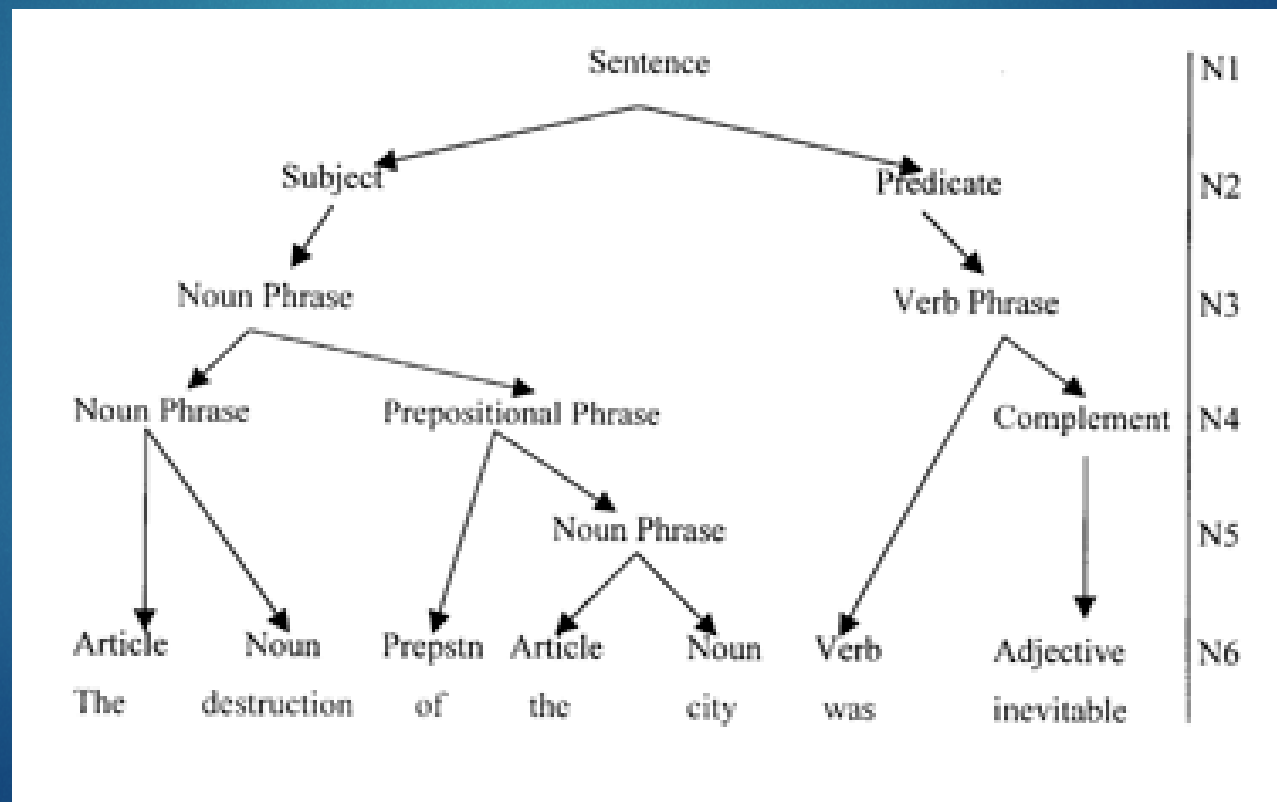 Sentence N1
Subject Predicate N2
Noun Phrase Verb Phrase N3
Noun Phrase Prepositional Phrase Complement N4
Noun Phrase N5
Article Noun Prepstn Article Noun Verb Adjective N6
The destruction of the city was inevitable